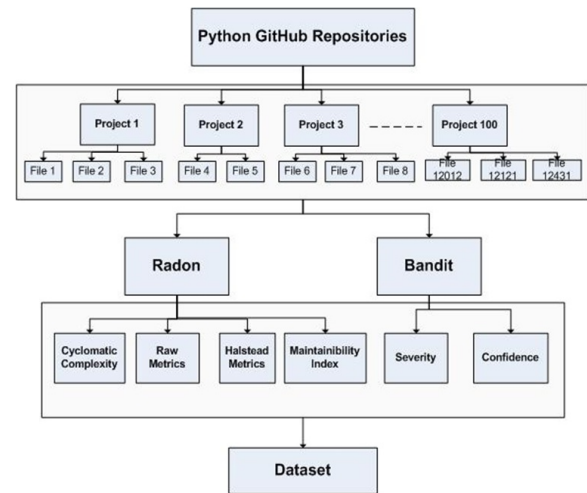 Python GitHub Repositories
Project 1
Project 2
Project 3
Project 100
File 1
File 2
File 3
File 4
File 5
File 6
File 7
File 8
File
12012
File
12121
File
12431
Radon
Bandit
Cyclomatic
Complexity
Raw
Metrics
Halstead
Metrics
Maintainibility
Index
Severity
Confidence
Dataset